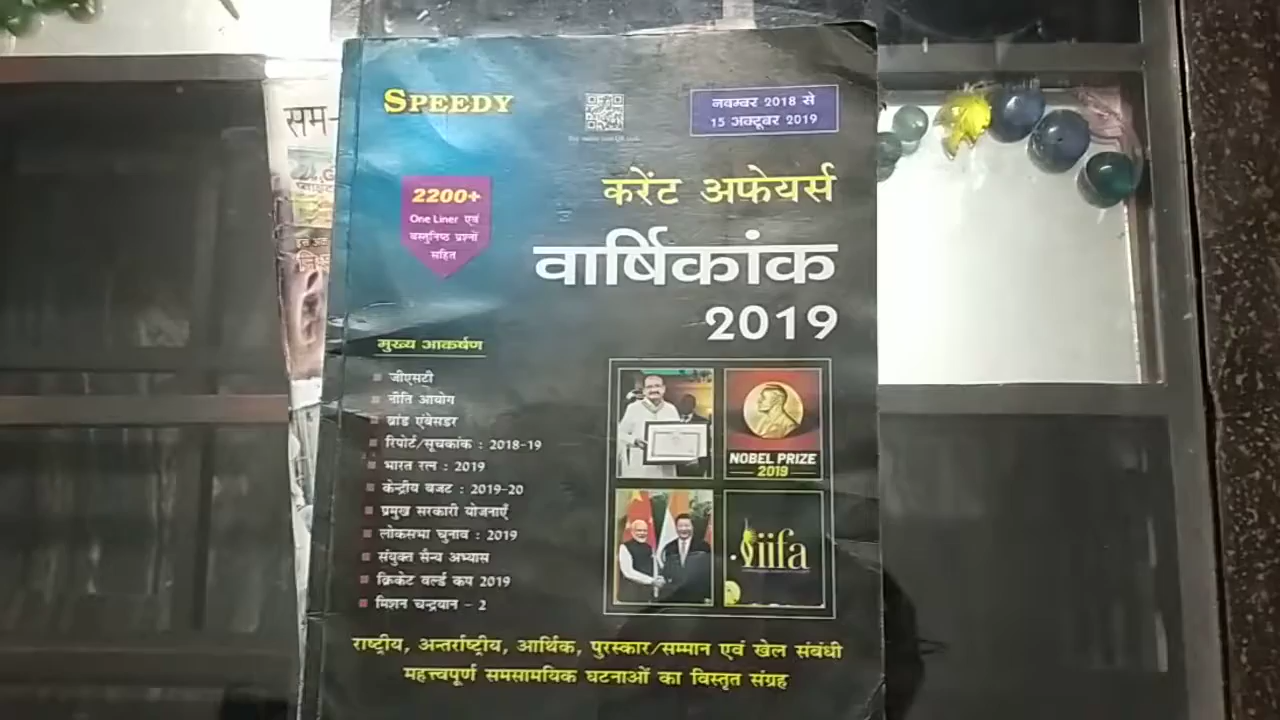 SPEEDY
नवम्बर 2018 से
15 अक्टूबर 2019
2200+
One Liner एवं
वस्तुनिष्ठ प्रश्नों
सहित
करेंट अफेयर्स
वार्षिकांक
2019
मुख्य आकर्षण
जीएसटी
नीति आयोग
ब्रांड एंबेसडर
रिपोर्ट/सूचकांक : 2018-19
भारत रत्न : 2019
केन्द्रीय बजट : 2019-20
प्रमुख सरकारी योजनाएँ
लोकसभा चुनाव : 2019
संयुक्त सैन्य अभ्यास
क्रिकेट वर्ल्ड कप 2019
मिशन चन्द्रयान - 2
NOBEL PRIZE
2019
iifa
राष्ट्रीय, अन्तर्राष्ट्रीय, आर्थिक, पुरस्कार/सम्मान एवं खेल संबंधी
महत्त्वपूर्ण समसामयिक घटनाओं का विस्तृत संग्रह
सम-